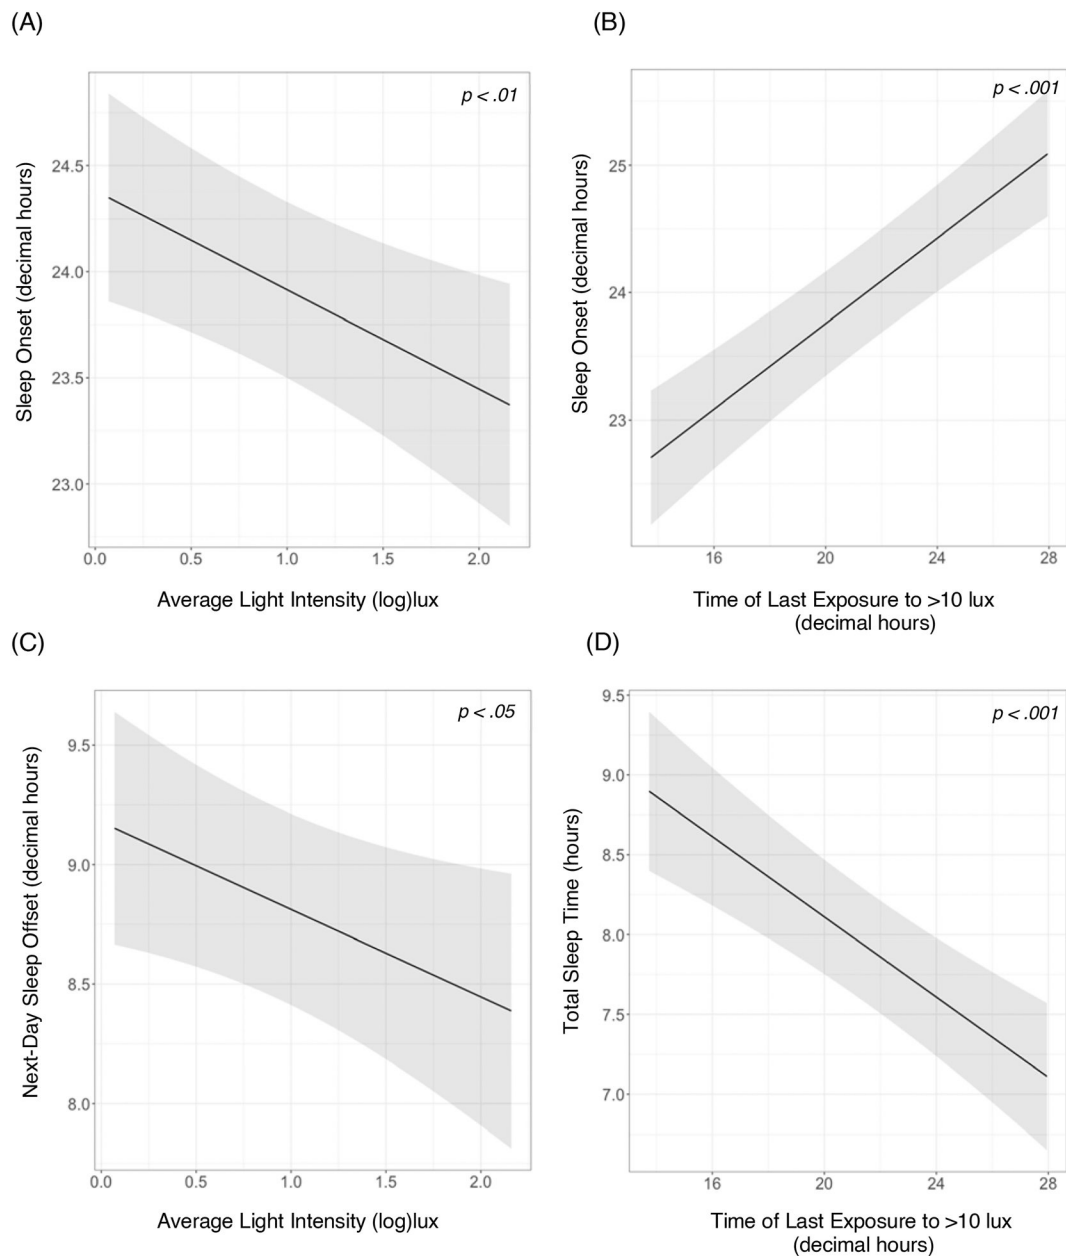 (A)
p < .01
Sleep Onset (decimal hours)
24.5
24.0
23.5
23.0
0.0 0.5 1.0 1.5 2.0
Average Light Intensity (log)lux
(B)
p < .001
Sleep Onset (decimal hours)
25
24
23
16 20 24 28
Time of Last Exposure to >10 lux
(decimal hours)
(C)
p < .05
Next-Day Sleep Offset (decimal hours)
9.5
9.0
8.5
8.0
0.0 0.5 1.0 1.5 2.0
Average Light Intensity (log)lux
(D)
p < .001
Total Sleep Time (hours)
9.5
9.0
8.5
8.0
7.5
7.0
16 20 24 28
Time of Last Exposure to >10 lux
(decimal hours)